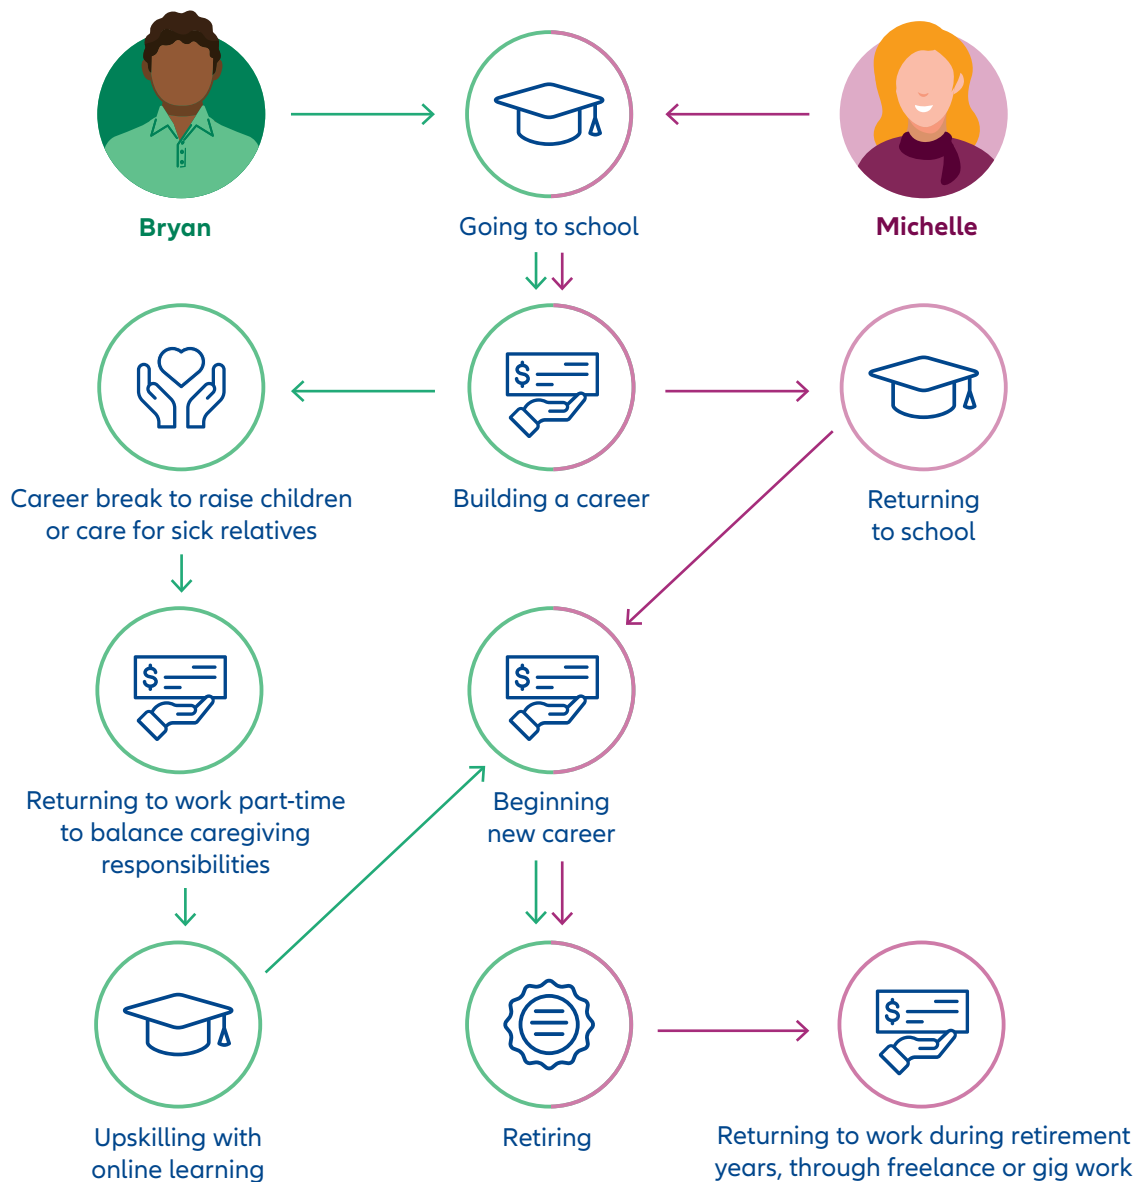 Bryan
Going to school
Michelle
$
Career break to raise children
or care for sick relatives
Building a career
Returning
to school
$
$
Returning to work part-time
to balance caregiving
responsibilities
Beginning
new career
$
Upskilling with
online learning
Retiring
Returning to work during retirement
years, through freelance or gig work